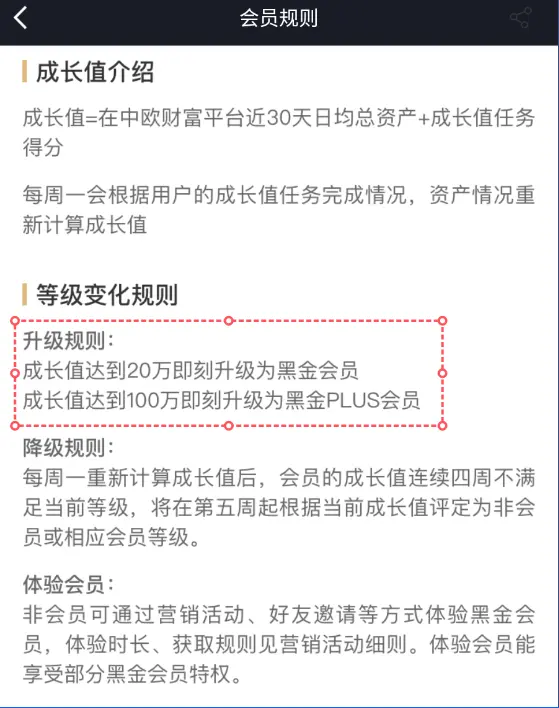 会员规则
成长值介绍
成长值=在中欧财富平台近30天日均总资产+成长值任务
得分
每周一会根据用户的成长值任务完成情况，资产情况重
新计算成长值
等级变化规则
升级规则：
成长值达到20万即刻升级为黑金会员
成长值达到100万即刻升级为黑金PLUS会员
降级规则：
每周一重新计算成长值后，会员的成长值连续四周不满
足当前等级，将在第五周起根据当前成长值评定为非会
员或相应会员等级。
体验会员：
非会员可通过营销活动、好友邀请等方式体验黑金会
员，体验时长、获取规则见营销活动细则。体验会员能
享受部分黑金会员特权。